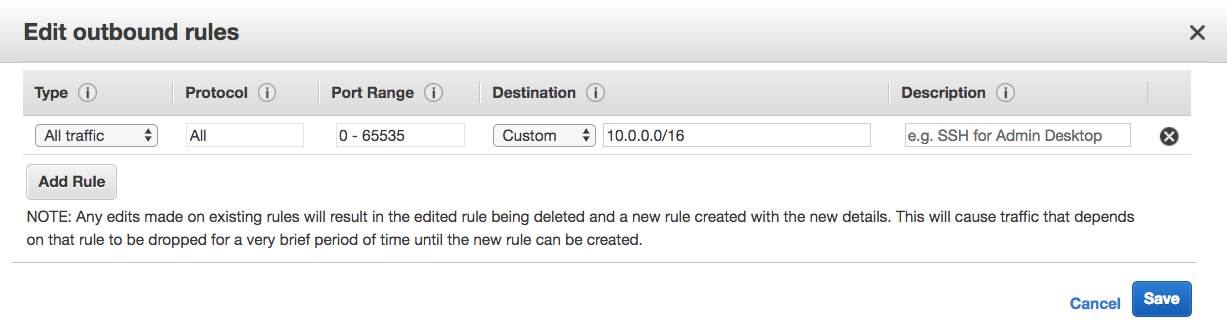 Edit outbound rules
Type Protocol Port Range Destination Description
All traffic All 0 - 65535 Custom 10.0.0.0/16 e.g. SSH for Admin Desktop
Add Rule
NOTE: Any edits made on existing rules will result in the edited rule being deleted and a new rule created with the new details. This will cause traffic that depends
on that rule to be dropped for a very brief period of time until the new rule can be created.
Cancel Save